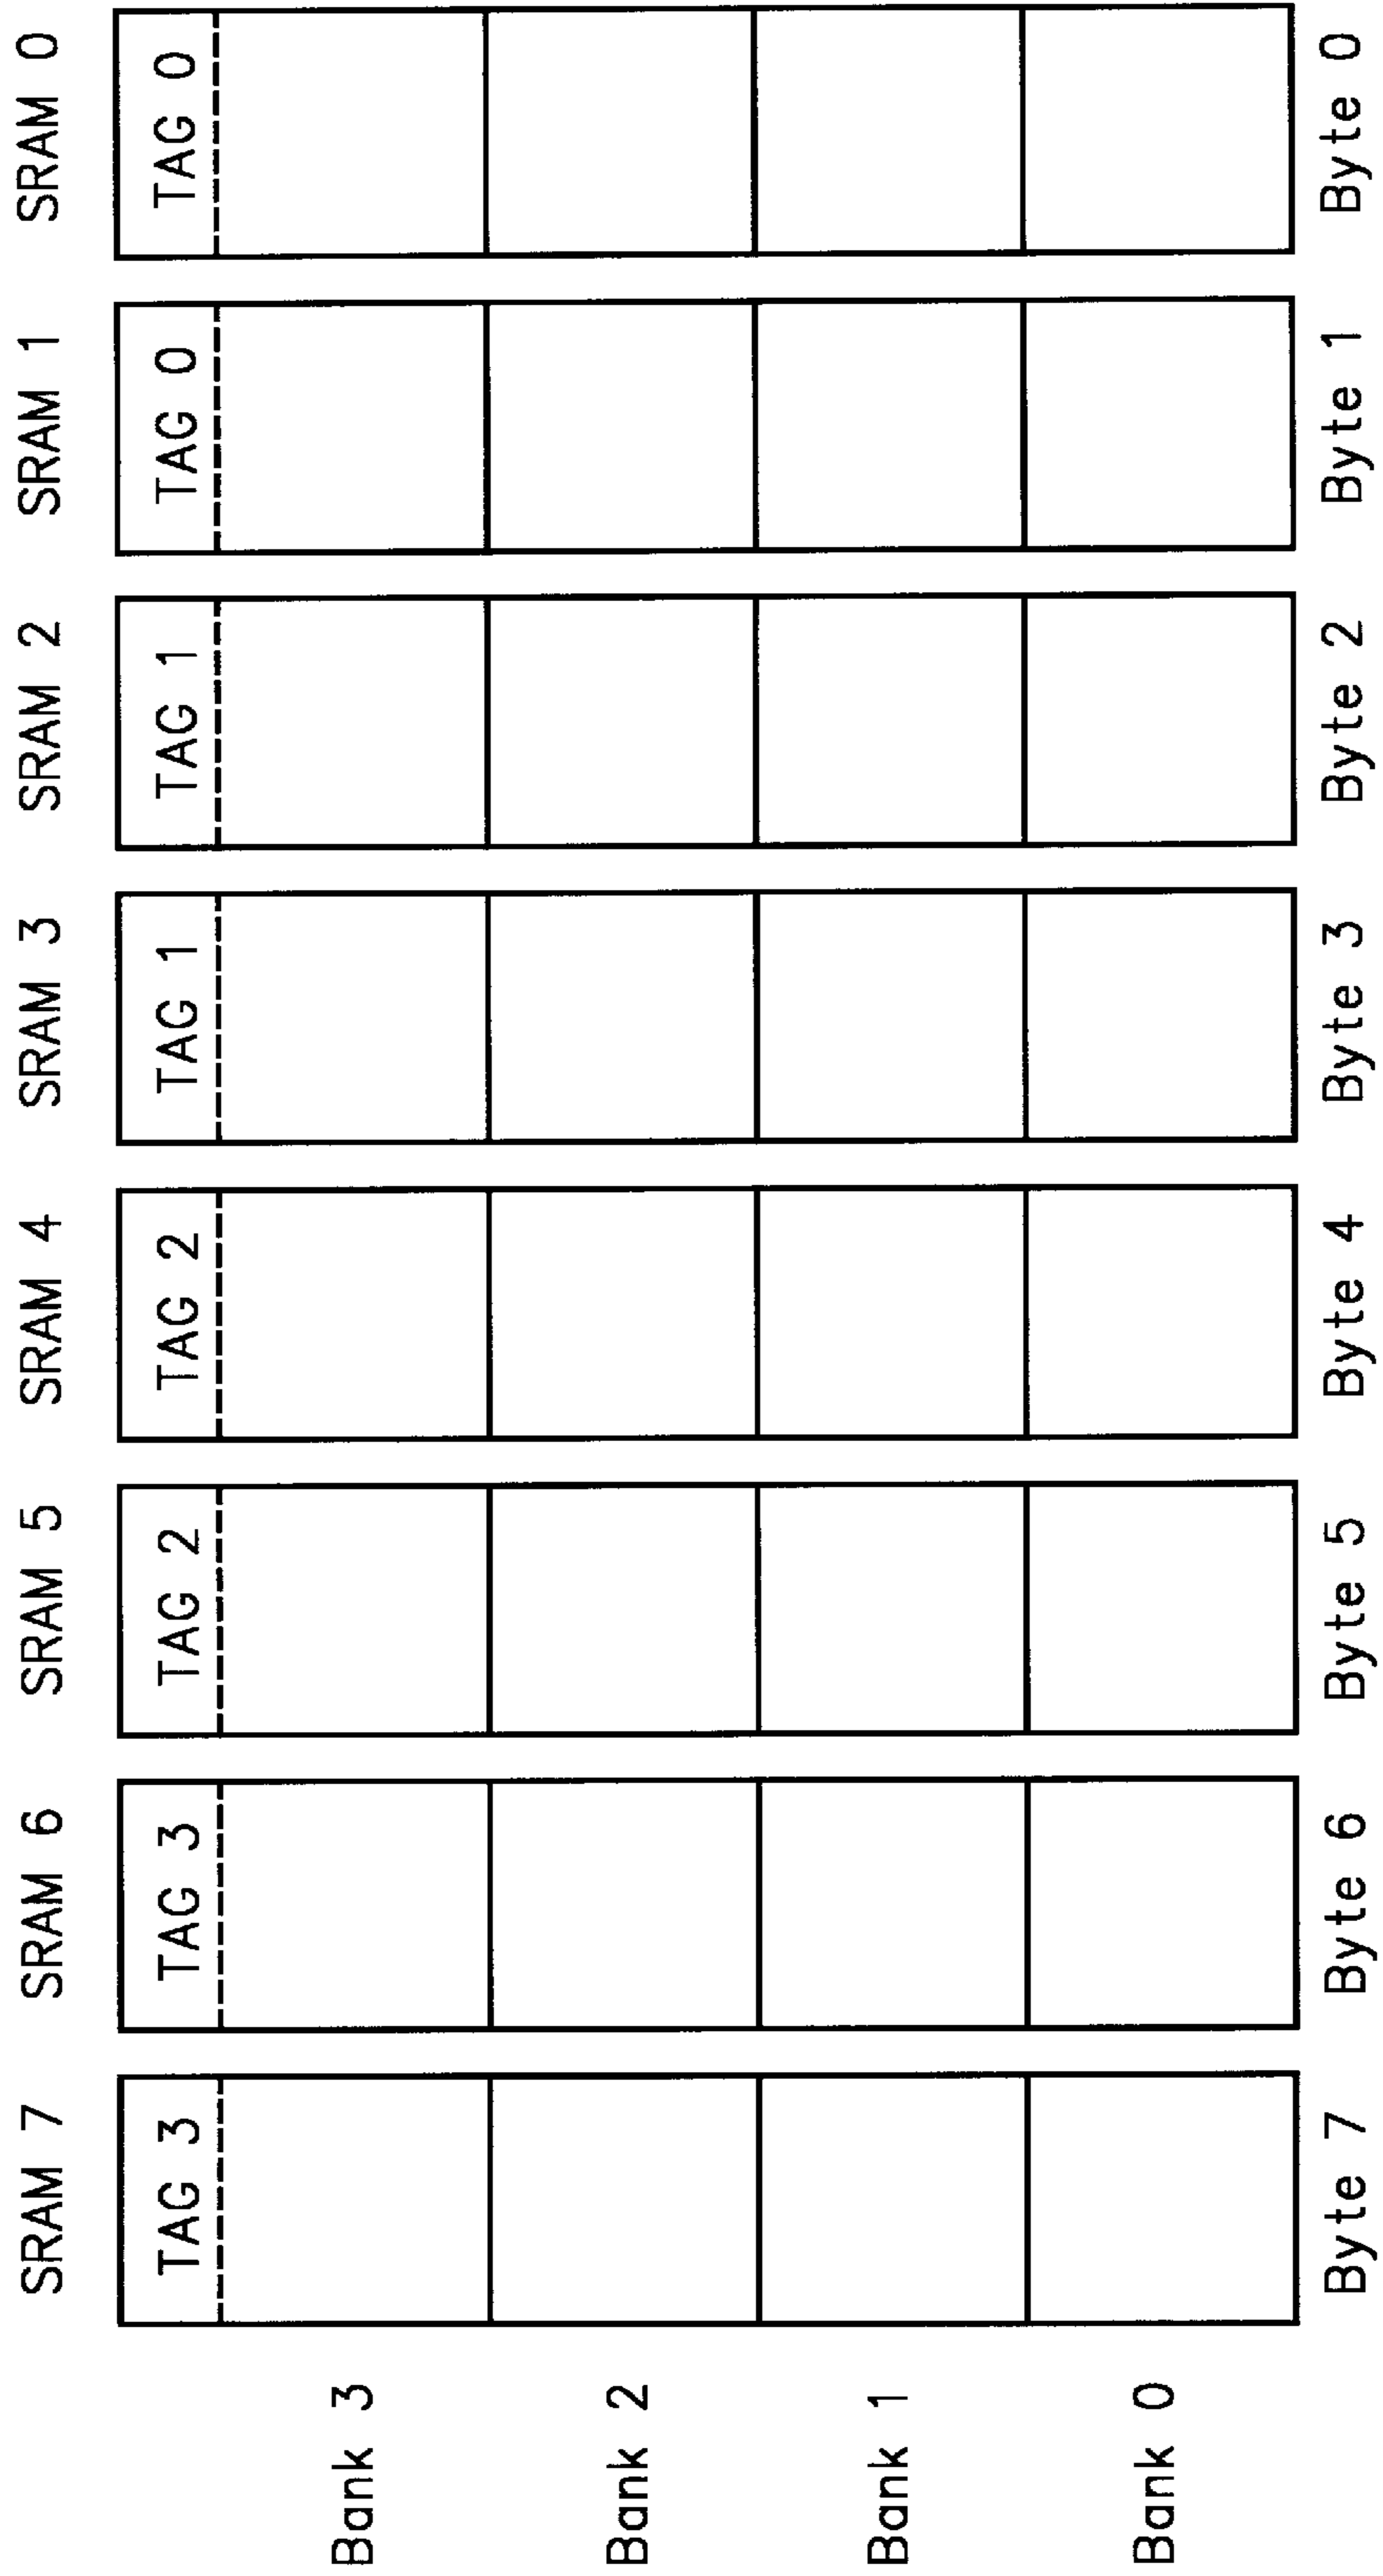 SRAM 7 SRAM 6 SRAM 5 SRAM 4 SRAM 3 SRAM 2 SRAM 1 SRAM 0
TAG 3 TAG 3 TAG 2 TAG 2 TAG 1 TAG 1 TAG 0 TAG 0
Bank 3
Bank 2
Bank 1
Bank 0
Byte 7 Byte 6 Byte 5 Byte 4 Byte 3 Byte 2 Byte 1 Byte 0